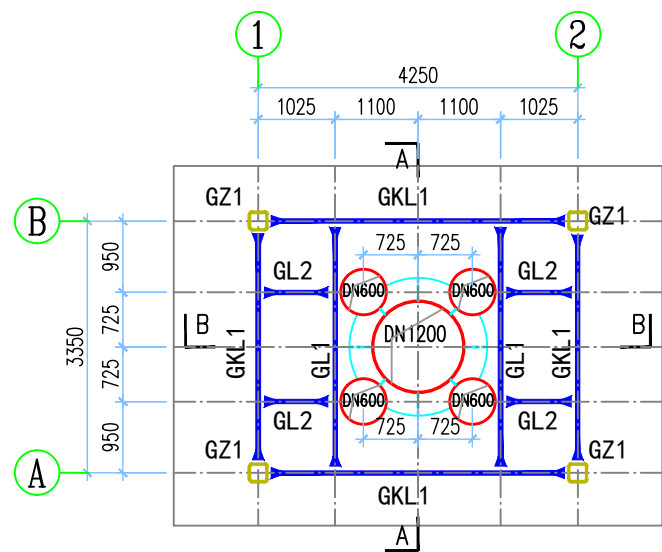 1 2
4250
1025 1100 1100 1025
A
GZ1 GKL1 GZ1
B
725 725
950 GL2 GL2
DN600 DN600
725
B B
3350 GKL1 GL1 DN1200 GL1 GKL1
725
DN600 DN600
GL2 GL2
725 725
950
GZ1 GZ1
A
GKL1
A